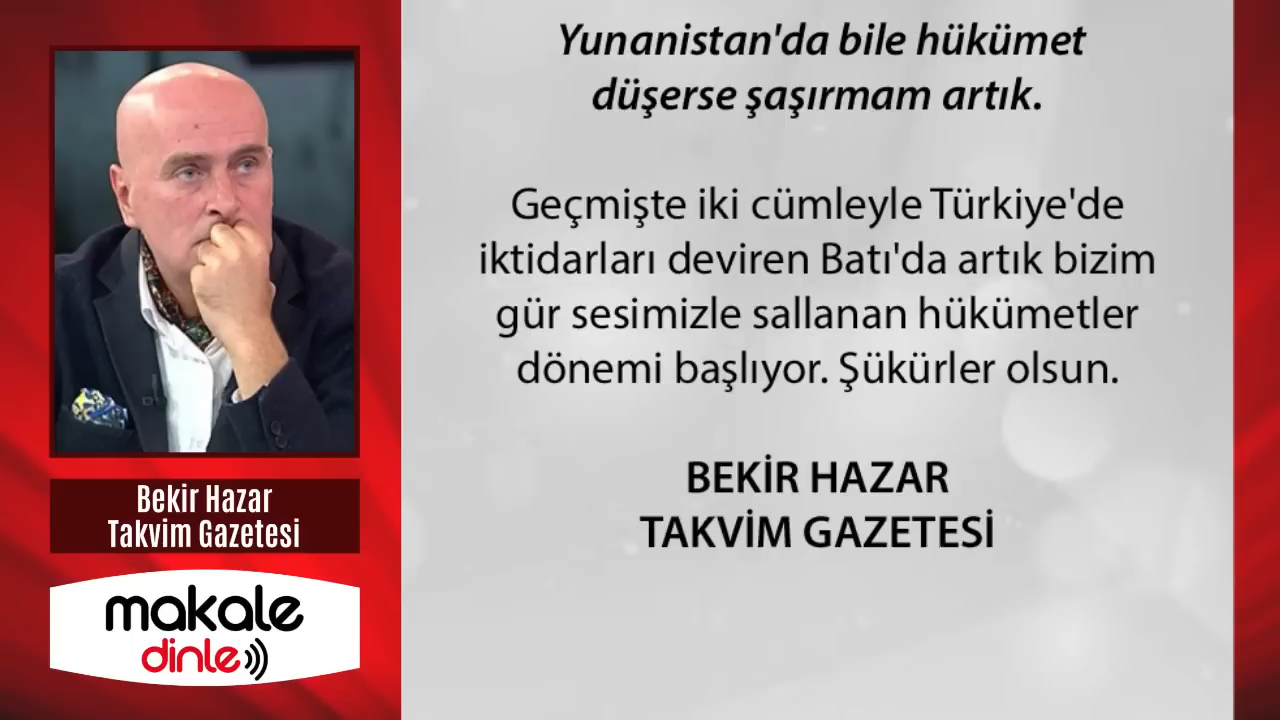 Yunanistan'da bile hükümet
düşerse şaşırmam artık.
Geçmişte iki cümleyle Türkiye'de
iktidarları deviren Batı'da artık bizim
gür sesimizle sallanan hükümetler
dönemi başlıyor. Şükürler olsun.
BEKİR HAZAR
TAKVİM GAZETESİ
Bekir Hazar
Takvim Gazetesi
makale
dinle